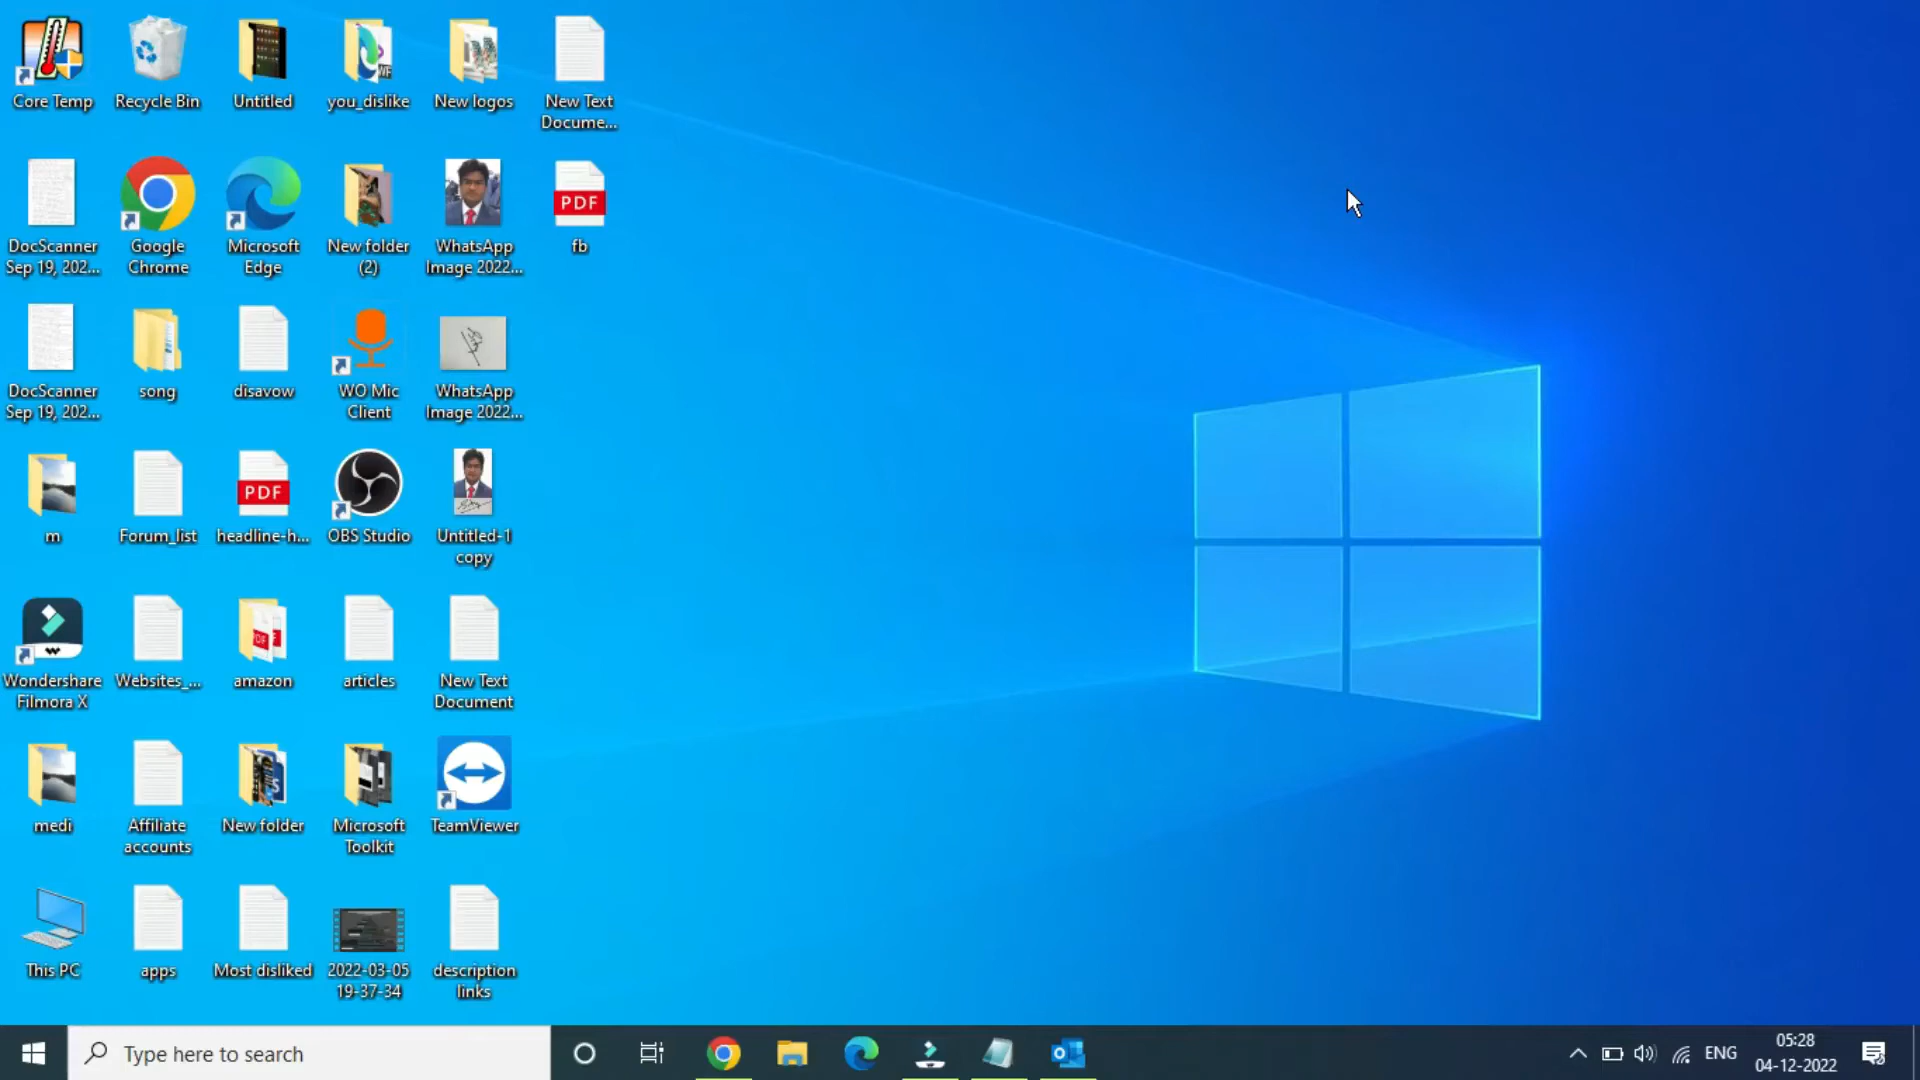 Core Temp
Recycle Bin
Untitled
you_dislike
New logos
New Text
Docume...
DocScanner
Sep 19, 202...
Google
Chrome
Microsoft
Edge
New folder
(2)
WhatsApp
Image 2022...
PDF
fb
DocScanner
Sep 19, 202...
song
disavow
WO Mic
Client
WhatsApp
Image 2022...
m
Forum_list
PDF
headline-h...
OBS Studio
Untitled-1
copy
Wondershare
Filmora X
Websites_...
PDF
amazon
articles
New Text
Document
medi
Affiliate
accounts
New folder
Microsoft
Toolkit
TeamViewer
This PC
apps
Most disliked
2022-03-05
19-37-34
description
links
Type here to search
ENG
05:28
04-12-2022